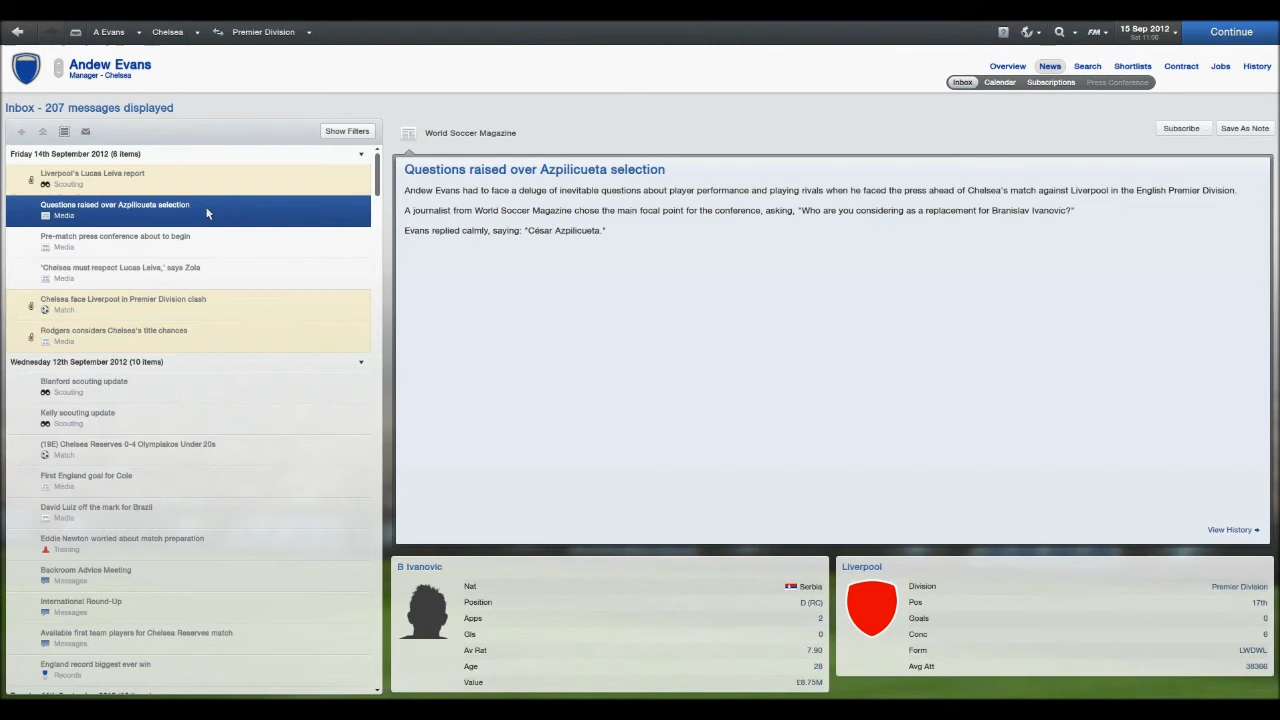 A Evans
Chelsea
Premier Division
FM
15 Sep 2012
Sat 11:00
Continue
Andew Evans
Manager - Chelsea
Overview
News
Search
Shortlists
Contract
Jobs
History
Inbox
Calendar
Subscriptions
Press Conference
Inbox - 207 messages displayed
Show Filters
Friday 14th September 2012 (6 items)
Liverpool's Lucas Leiva report
Scouting
Questions raised over Azpilicueta selection
Media
Pre-match press conference about to begin
Media
'Chelsea must respect Lucas Leiva,' says Zola
Media
Chelsea face Liverpool in Premier Division clash
Match
Rodgers considers Chelsea's title chances
Media
Wednesday 12th September 2012 (10 items)
Blanford scouting update
Scouting
Kelly scouting update
Scouting
(19E) Chelsea Reserves 0-4 Olympiakos Under 20s
Match
First England goal for Cole
Media
David Luiz off the mark for Brazil
Media
Eddie Newton worried about match preparation
Training
Backroom Advice Meeting
Messages
International Round-Up
Messages
Available first team players for Chelsea Reserves match
Messages
England record biggest ever win
Records
World Soccer Magazine
Subscribe
Save As Note
Questions raised over Azpilicueta selection
Andew Evans had to face a deluge of inevitable questions about player performance and playing rivals when he faced the press ahead of Chelsea's match against Liverpool in the English Premier Division.
A journalist from World Soccer Magazine chose the main focal point for the conference, asking, "Who are you considering as a replacement for Branislav Ivanovic?"
Evans replied calmly, saying: "César Azpilicueta."
View History
B Ivanovic
Nat Serbia
Position D (RC)
Apps 2
Gls 0
Av Rat 7.90
Age 28
Value £8.75M
Liverpool
Division Premier Division
Pos 17th
Goals 0
Conc 6
Form LWDWL
Avg Att 38366